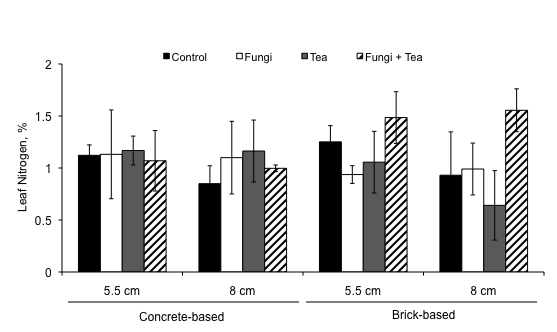 Control Fungi Tea Fungi + Tea
Leaf Nitrogen, %
2
1.5
1
0.5
0
5.5 cm 8 cm 5.5 cm 8 cm
Concrete-based Brick-based